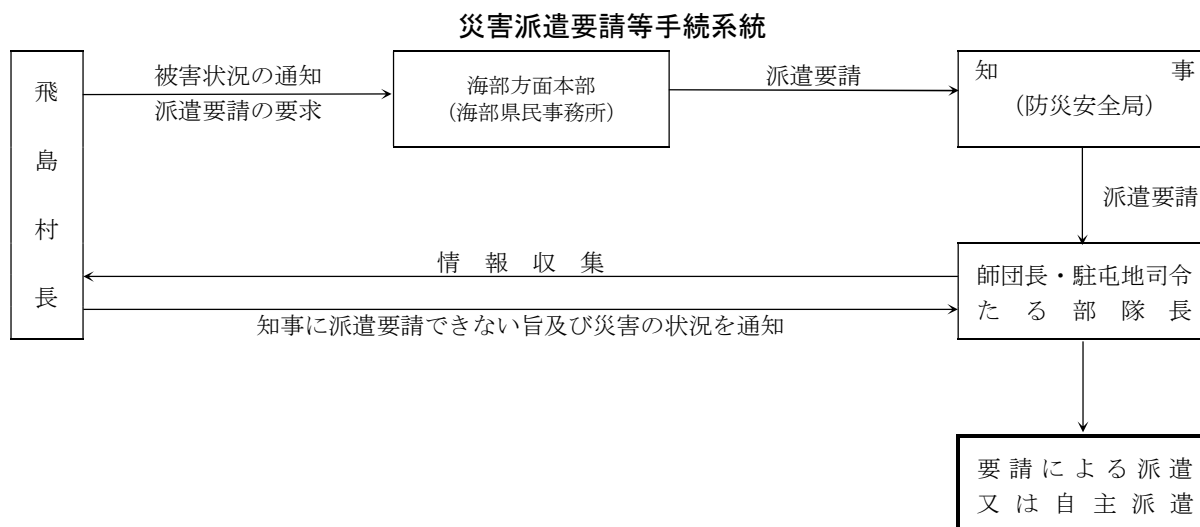 災害派遣要請等手続系統
飛島村長
被害状況の通知
派遣要請の要求
海部方面本部
(海部県民事務所)
派遣要請
知事
(防災安全局)
派遣要請
情報収集
知事に派遣要請できない旨及び災害の状況を通知
師団長・駐屯地司令
たる部隊長
要請による派遣
又は自主派遣